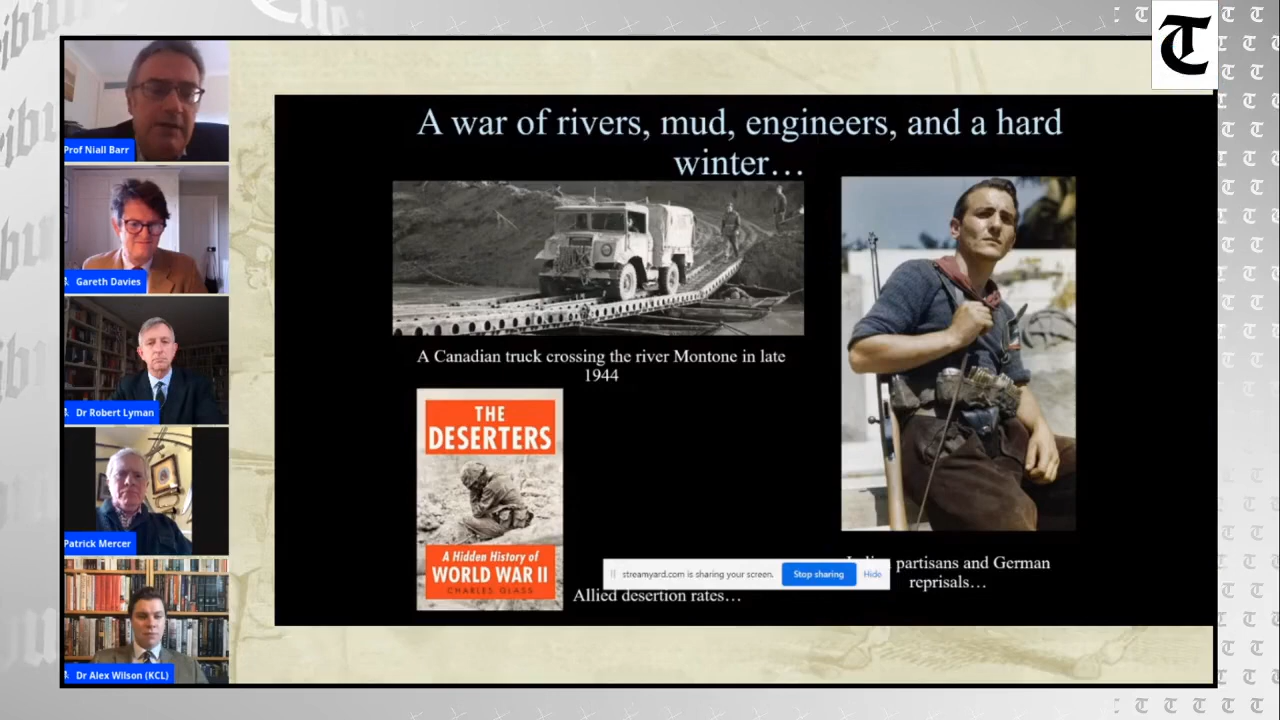 A war of rivers, mud, engineers, and a hard
winter…
A Canadian truck crossing the river Montone in late
1944
THE
DESERTERS
A Hidden History of
WORLD WAR II
CHARLES GLASS
Allied desertion rates…
partisans and German
reprisals…
streamyard.com is sharing your screen.
Stop sharing
Hide
Prof Niall Barr
Gareth Davies
Dr Robert Lyman
Patrick Mercer
Dr Alex Wilson (KCL)
T